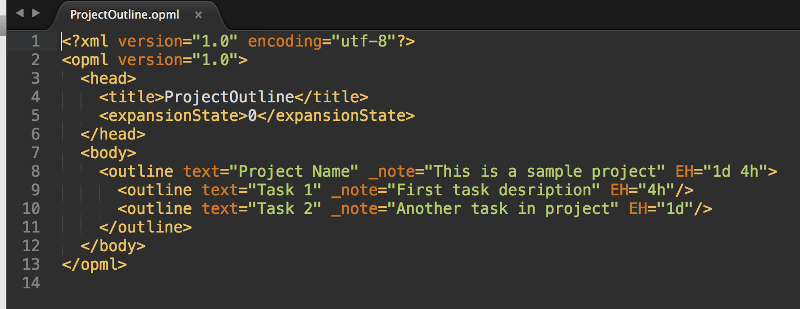 ProjectOutline.opml ×
1 <?xml version="1.0" encoding="utf-8"?>
2 <opml version="1.0">
3 <head>
4 <title>ProjectOutline</title>
5 <expansionState>0</expansionState>
6 </head>
7 <body>
8 <outline text="Project Name" _note="This is a sample project" EH="1d 4h">
9 <outline text="Task 1" _note="First task desription" EH="4h"/>
10 <outline text="Task 2" _note="Another task in project" EH="1d"/>
11 </outline>
12 </body>
13 </opml>
14